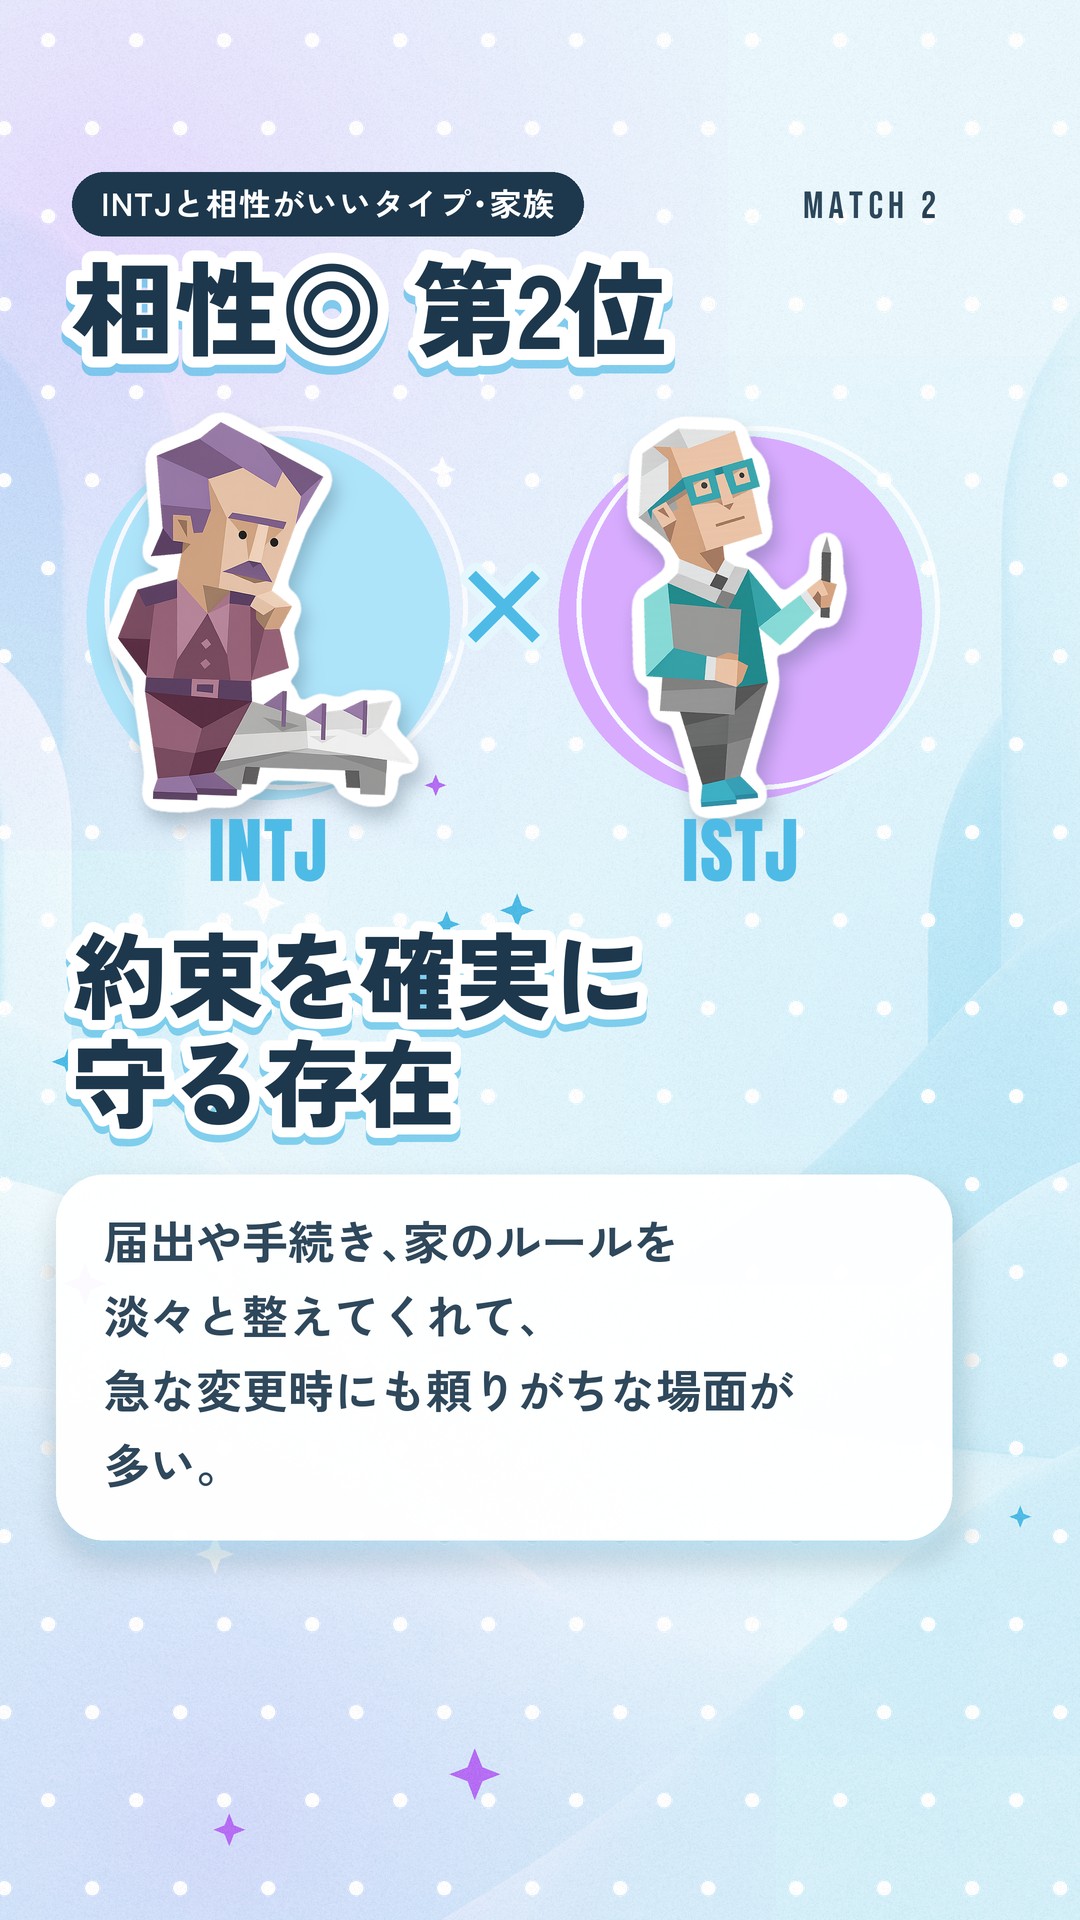 INTJと相性がいいタイプ・家族
MATCH 2
相性◎ 第2位
INTJ
ISTJ
約束を確実に
守る存在
届出や手続き、家のルールを
淡々と整えてくれて、
急な変更時にも頼りがちな場面が
多い。